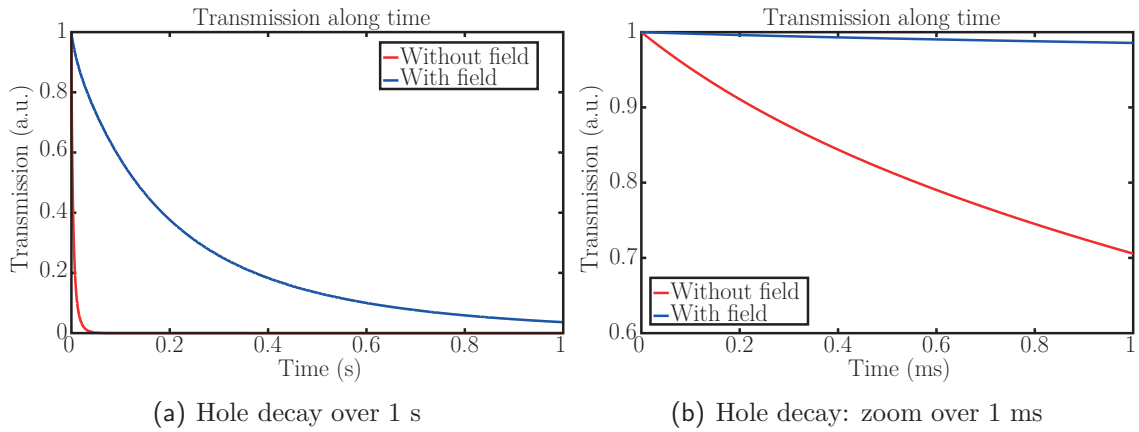 Transmission along time
1
0.8
0.6
0.4
0.2
0
Transmission (a.u.)
Without field
With field
0 0.2 0.4 0.6 0.8 1
Time (s)
(a) Hole decay over 1 s
Transmission along time
1
0.9
0.8
0.7
0.6
Transmission (a.u.)
Without field
With field
0 0.2 0.4 0.6 0.8 1
Time (ms)
(b) Hole decay: zoom over 1 ms